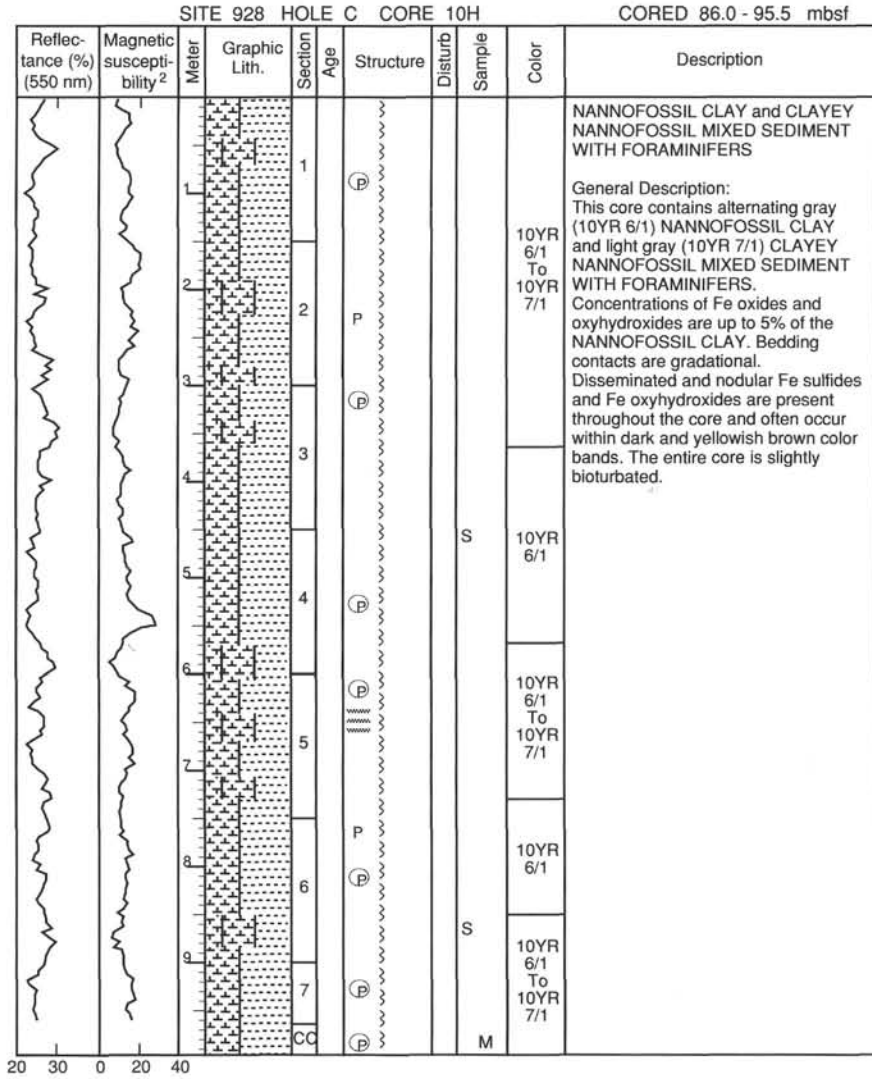 SITE 928 HOLE C CORE 10H CORED 86.0 - 95.5 mbsf
Reflec-
tance (%)
(550 nm)
Magnetic
suscepti-
bility 2
Meter
Graphic
Lith.
Section
Age
Structure
Disturb
Sample
Color
Description
1
2
3
4
5
6
7
8
9
1
2
3
4
5
6
7
CC
P
P
P
P
P
P
P
P
P
S
S
M
10YR
6/1
To
10YR
7/1
10YR
6/1
10YR
6/1
To
10YR
7/1
10YR
6/1
10YR
6/1
To
10YR
7/1
NANNOFOSSIL CLAY and CLAYEY
NANNOFOSSIL MIXED SEDIMENT
WITH FORAMINIFERS
General Description:
This core contains alternating gray
(10YR 6/1) NANNOFOSSIL CLAY
and light gray (10YR 7/1) CLAYEY
NANNOFOSSIL MIXED SEDIMENT
WITH FORAMINIFERS.
Concentrations of Fe oxides and
oxyhydroxides are up to 5% of the
NANNOFOSSIL CLAY. Bedding
contacts are gradational.
Disseminated and nodular Fe sulfides
and Fe oxyhydroxides are present
throughout the core and often occur
within dark and yellowish brown color
bands. The entire core is slightly
bioturbated.
20 30 0 20 40